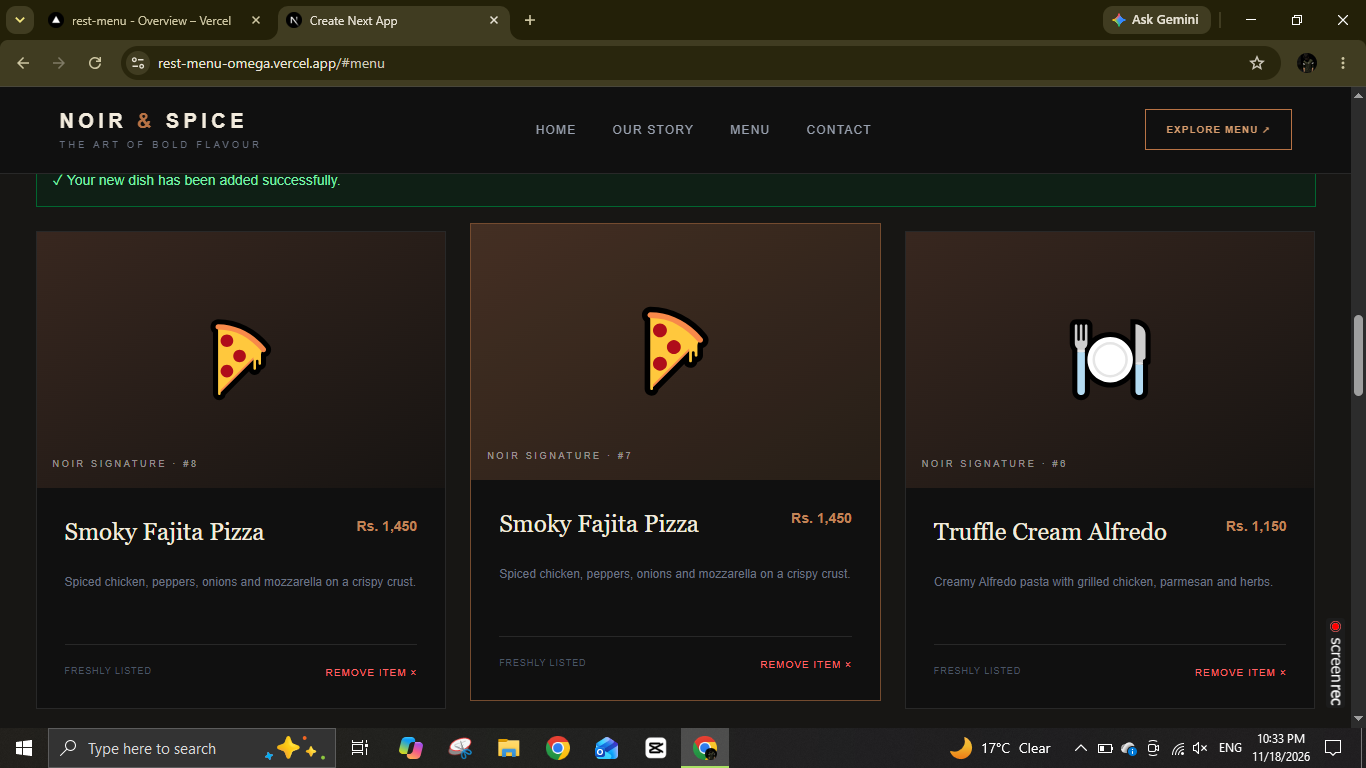 rest-menu - Overview – Vercel
Create Next App
Ask Gemini
rest-menu-omega.vercel.app/#menu
NOIR & SPICE
THE ART OF BOLD FLAVOUR
HOME
OUR STORY
MENU
CONTACT
EXPLORE MENU ↗
✓ Your new dish has been added successfully.
NOIR SIGNATURE · #8
Smoky Fajita Pizza
Rs. 1,450
Spiced chicken, peppers, onions and mozzarella on a crispy crust.
FRESHLY LISTED
REMOVE ITEM ×
NOIR SIGNATURE · #7
Smoky Fajita Pizza
Rs. 1,450
Spiced chicken, peppers, onions and mozzarella on a crispy crust.
FRESHLY LISTED
REMOVE ITEM ×
NOIR SIGNATURE · #6
Truffle Cream Alfredo
Rs. 1,150
Creamy Alfredo pasta with grilled chicken, parmesan and herbs.
FRESHLY LISTED
REMOVE ITEM ×
screen rec
Type here to search
17°C Clear
ENG
10:33 PM
11/18/2026